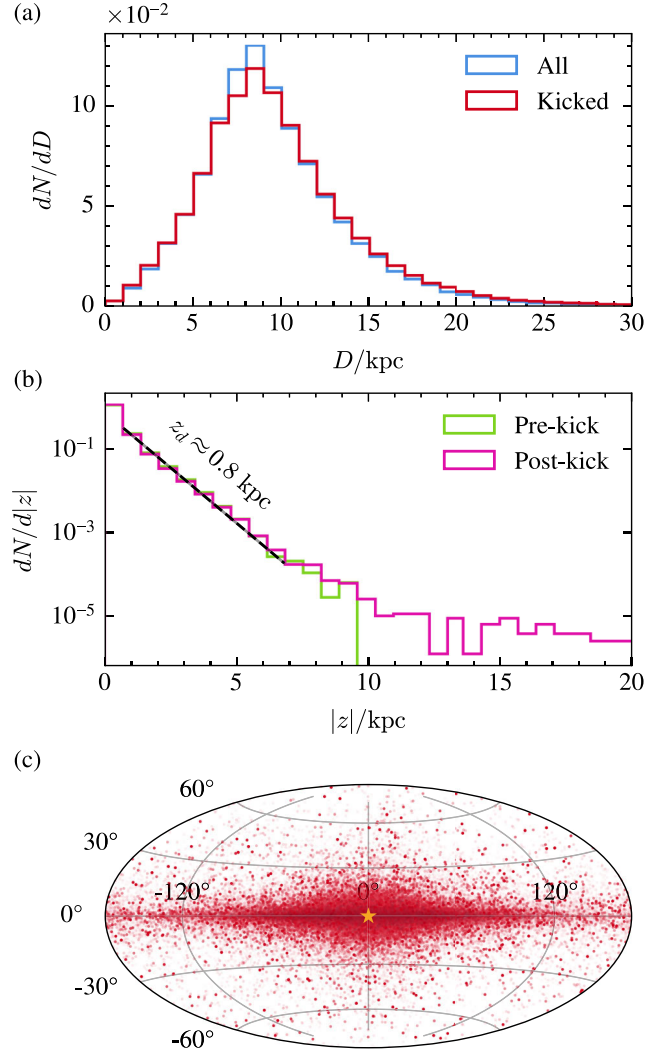 (a)
×10⁻²
10
5
0
dN/dD
All
Kicked
0 5 10 15 20 25 30
D/kpc
(b)
10⁻¹
10⁻³
10⁻⁵
dN/d|z|
z_d ≈ 0.8 kpc
Pre-kick
Post-kick
0 5 10 15 20
|z|/kpc
(c)
60°
30°
-120° 0° 120°
0°
-30°
-60°